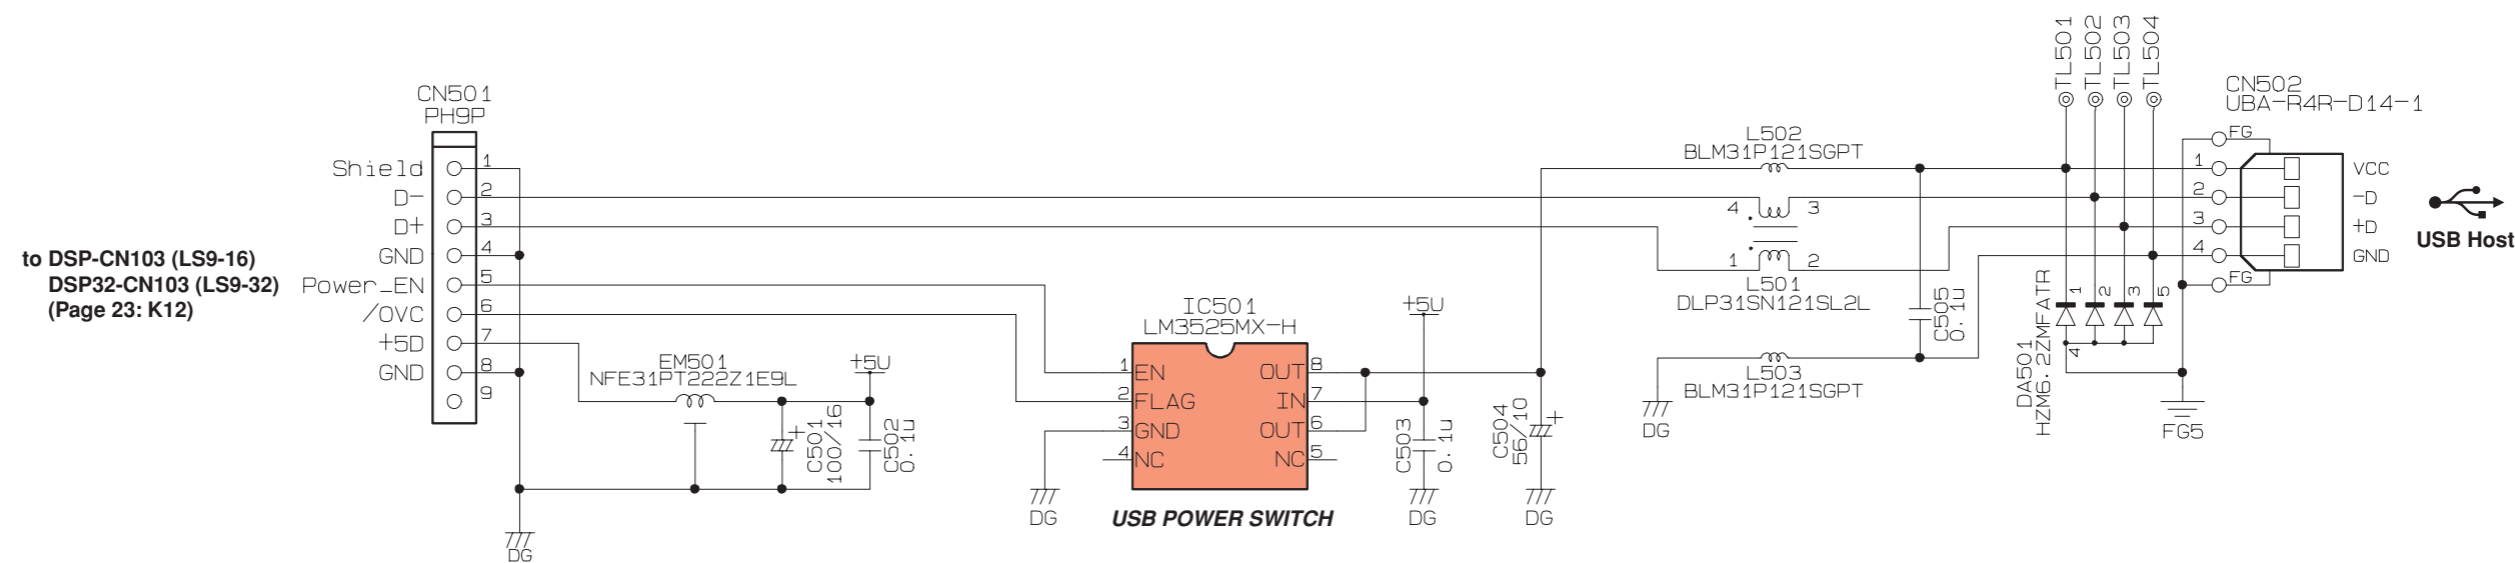 to DSP-CN103 (LS9-16)
DSP32-CN103 (LS9-32)
(Page 23: K12)
CN501
PH9P
Shield 1
D- 2
D+ 3
GND 4
Power_EN 5
/OVC 6
+5D 7
GND 8
9
DG
EM501
NFE31PT222Z1E9L
+5U
+
C501
100/16
C502
0.1u
IC501
LM3525MX-H
1 EN
2 FLAG
3 GND
4 NC
OUT 8
IN 7
OUT 6
NC 5
DG
USB POWER SWITCH
+5U
C503
0.1u
DG
C504
56/10
+
DG
L502
BLM31P121SGPT
4 3
1 2
L501
DLP31SN121SL2L
L503
BLM31P121SGPT
DG
C505
0.1u
TL501
TL502
TL503
TL504
1
2
3
5
4
DA501
HZM6.2ZMFATR
CN502
UBA-R4R-D14-1
FG
1 VCC
2 -D
3 +D
4 GND
FG
FG5
USB Host